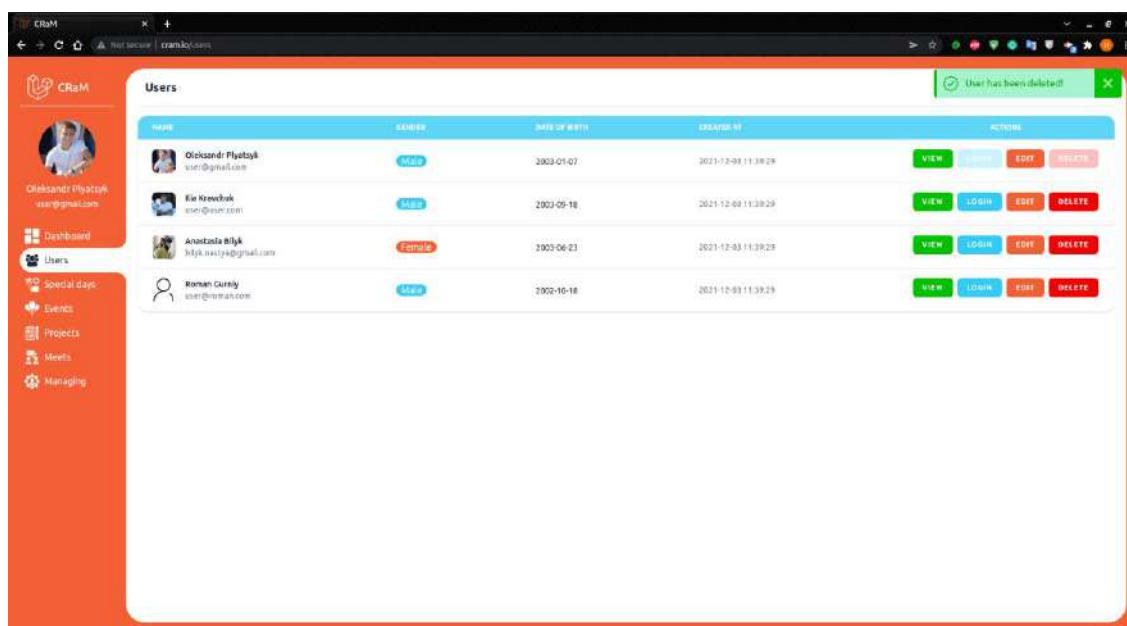 CRaM
Not secure | cram.io/users
CRaM
Oleksandr Plyatsyk
user@gmail.com
Dashboard
Users
Special days
Events
Projects
Meets
Managing
Users
User has been deleted!
NAME GENDER DATE OF BIRTH CREATED AT ACTIONS
Oleksandr Plyatsyk
user@gmail.com
Male 2003-01-07 2021-12-03 11:39:29 VIEW LOGIN EDIT DELETE
user@user.com
Male 2003-09-18 2021-12-03 11:39:29 VIEW LOGIN EDIT DELETE
Anastasia Bilyk
bilyk.nastya@gmail.com
Female 2003-06-23 2021-12-03 11:39:29 VIEW LOGIN EDIT DELETE
Roman
user@roman.com
Male 2002-10-18 2021-12-03 11:39:29 VIEW LOGIN EDIT DELETE